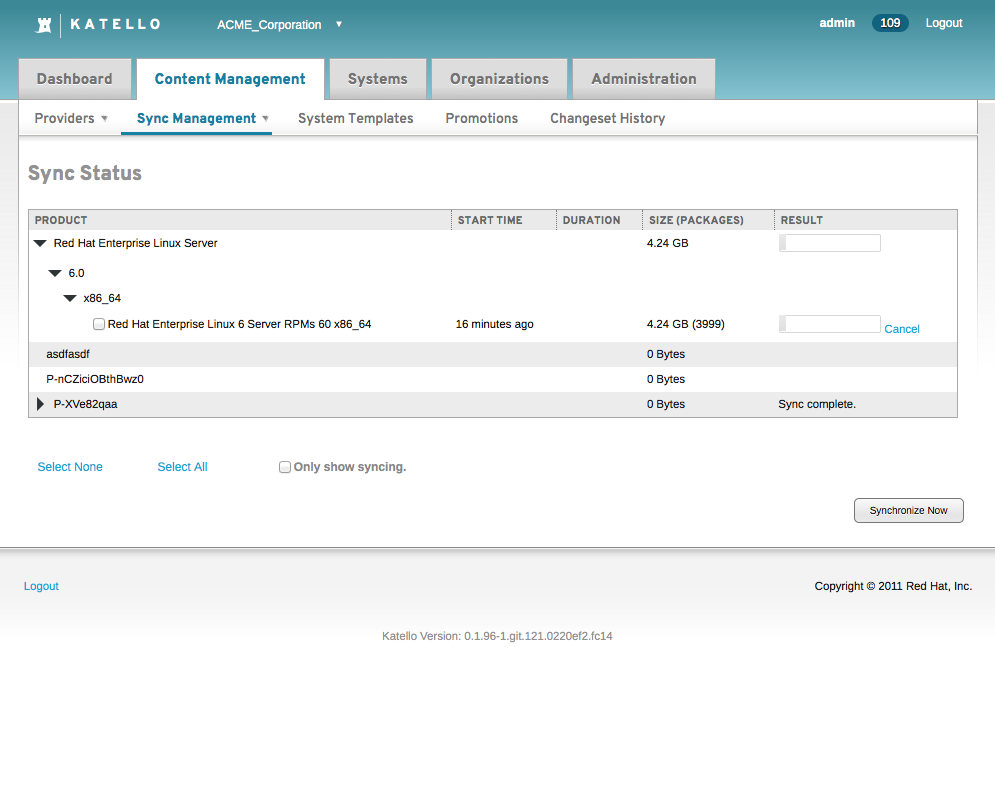 KATELLO ACME_Corporation admin 109 Logout
Dashboard Content Management Systems Organizations Administration
Providers Sync Management System Templates Promotions Changeset History
Sync Status
PRODUCT START TIME DURATION SIZE (PACKAGES) RESULT
Red Hat Enterprise Linux Server 4.24 GB
6.0
x86_64
Red Hat Enterprise Linux 6 Server RPMs 60 x86_64 16 minutes ago 4.24 GB (3999) Cancel
asdfasdf 0 Bytes
P-nCZiciOBthBwz0 0 Bytes
P-XVe82qaa 0 Bytes Sync complete.
Select None Select All Only show syncing.
Synchronize Now
Logout Copyright © 2011 Red Hat, Inc.
Katello Version: 0.1.96-1.git.121.0220ef2.fc14